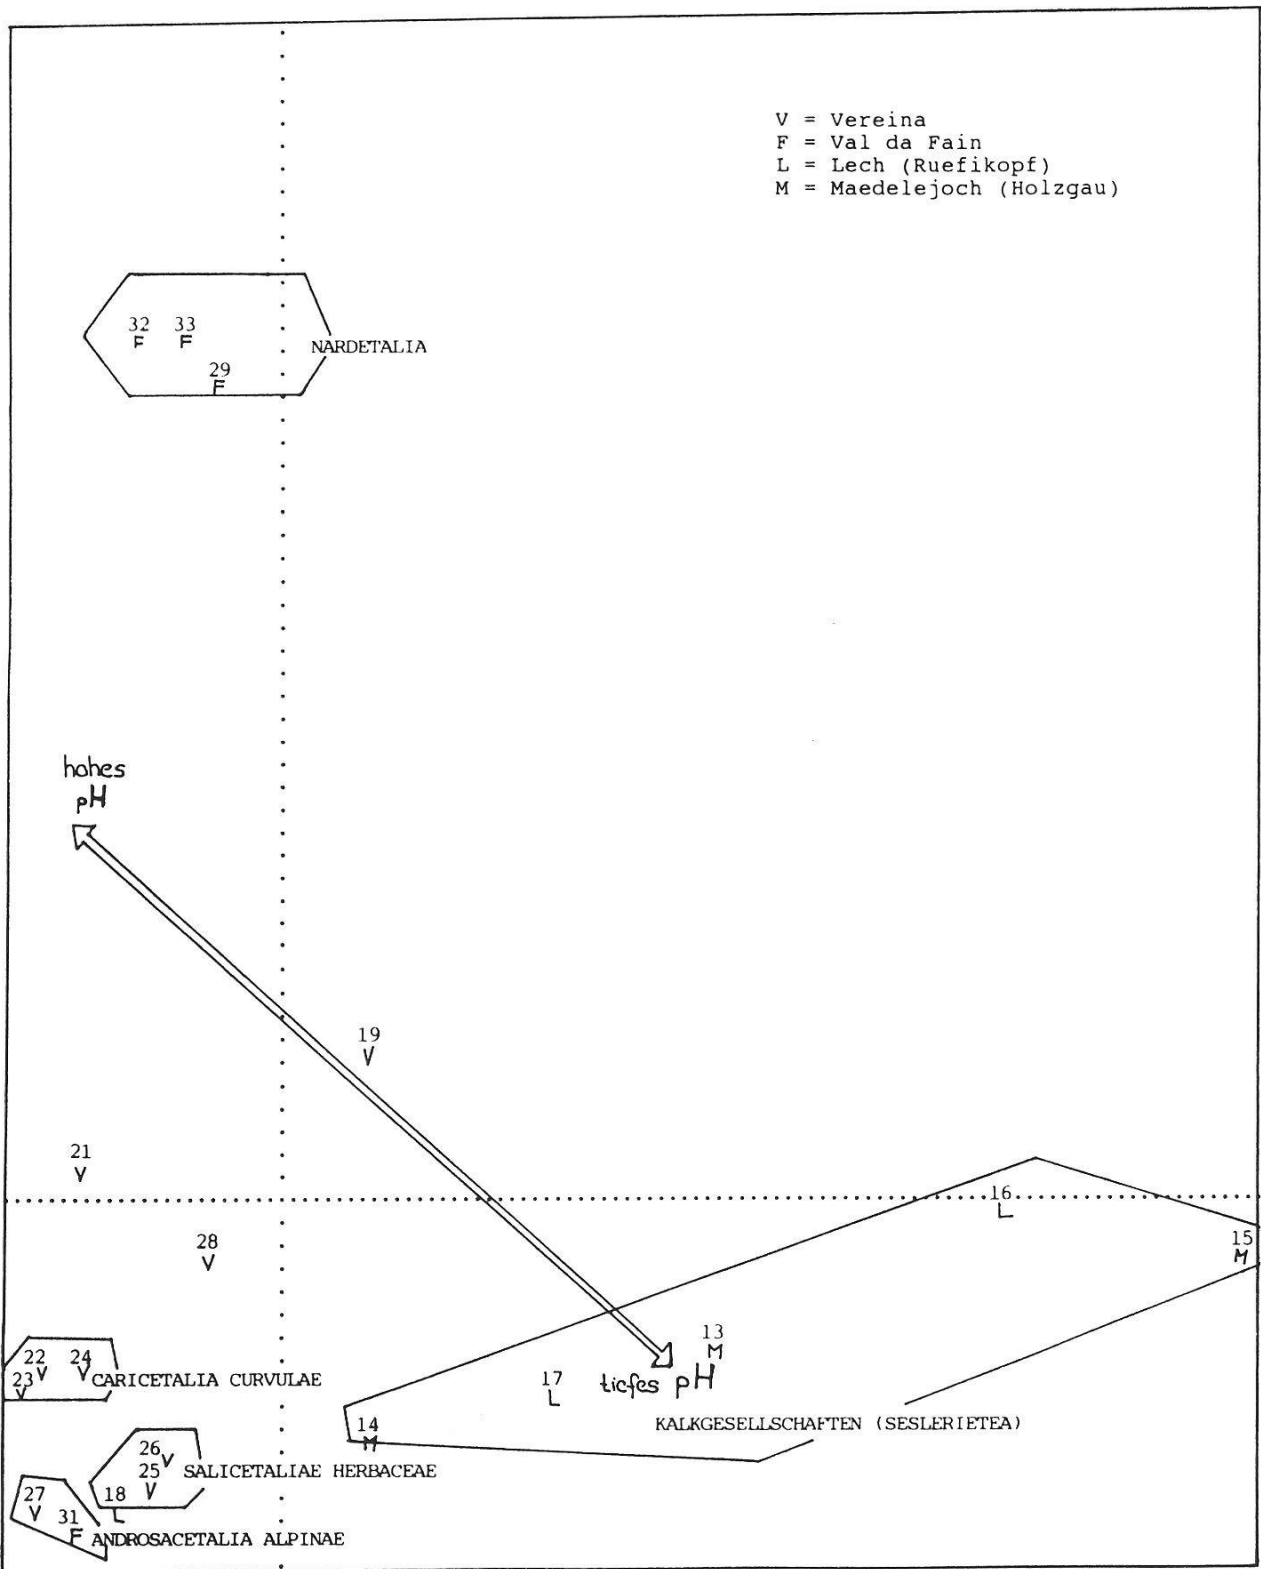 V = Vereina
F = Val da Fain
L = Lech (Ruefikopf)
M = Maedelejoch (Holzgau)
32 33
F F
NARDETALIA
29
F
hohes
pH
19
V
21
V
16
L
28
V
15
M
13
M
22 24
V V
23
V
CARICETALIA CURVULAE
17
L
tiefes pH
14
M
KALKGESELLSCHAFTEN (SESLERIETEA)
26
V
25
V
SALICETALIAE HERBACEAE
27
V
18
L
31
F
ANDROSACETALIA ALPINAE